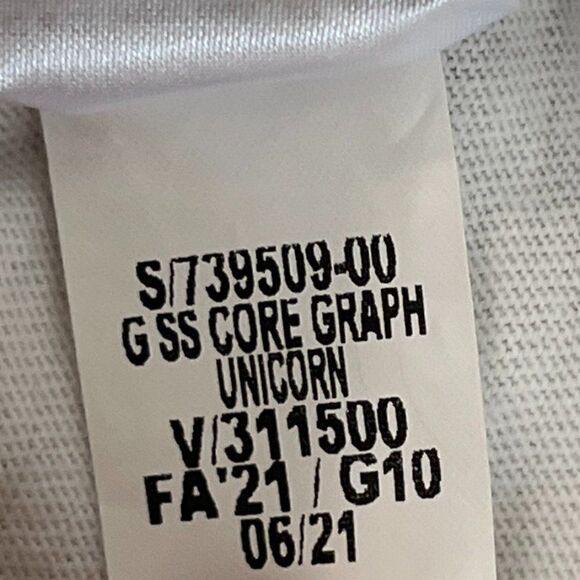 S/739509-00
G SS CORE GRAPH
UNICORN
V/311500
FA'21 / G10
06/21